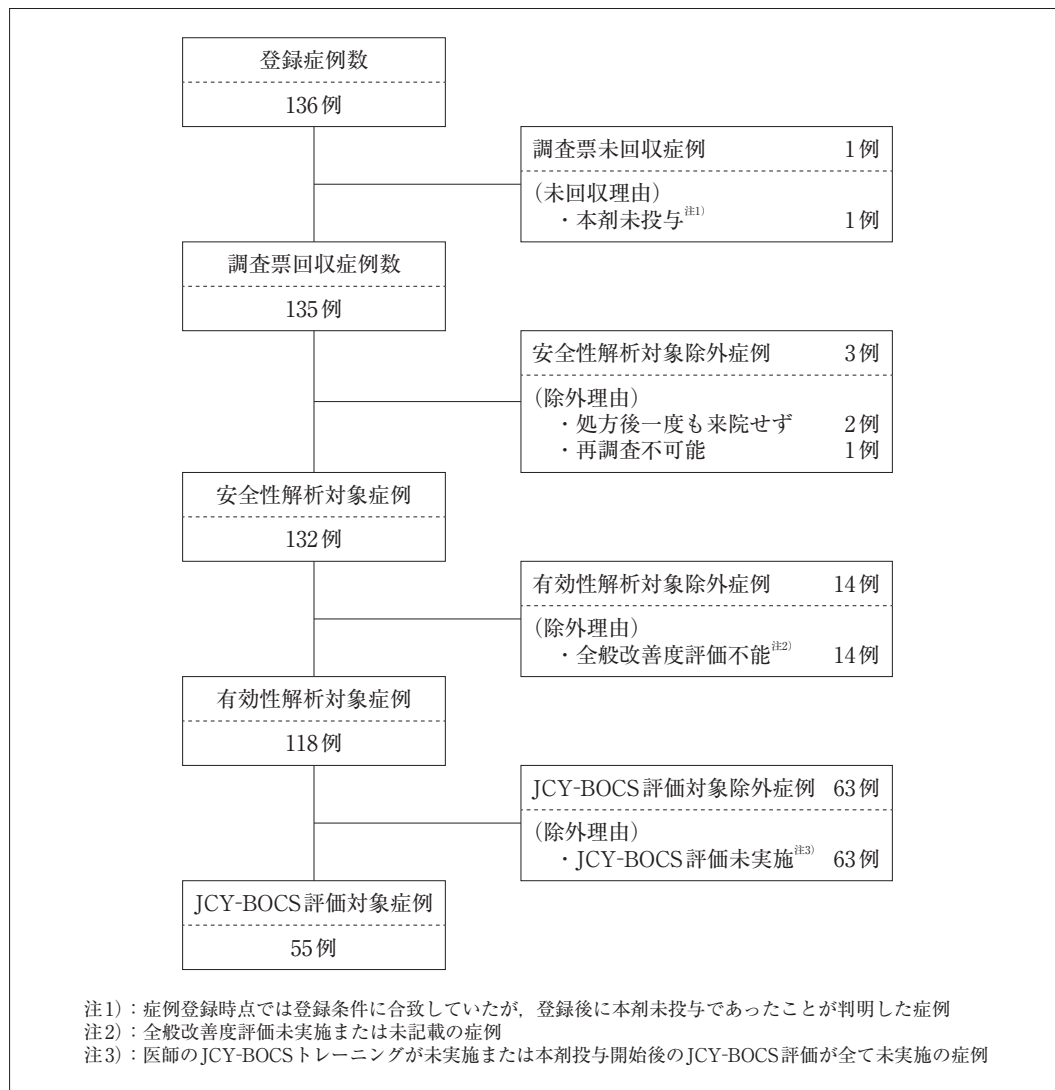 登録症例数
136例
調査票未回収症例 1例
(未回収理由)
・本剤未投与注1) 1例
調査票回収症例数
135例
安全性解析対象除外症例 3例
(除外理由)
・処方後一度も来院せず 2例
・再調査不可能 1例
安全性解析対象症例
132例
有効性解析対象除外症例 14例
(除外理由)
・全般改善度評価不能注2) 14例
有効性解析対象症例
118例
JCY-BOCS評価対象除外症例 63例
(除外理由)
・JCY-BOCS評価未実施注3) 63例
JCY-BOCS評価対象症例
55例
注1):症例登録時点では登録条件に合致していたが,登録後に本剤未投与であったことが判明した症例
注2):全般改善度評価未実施または未記載の症例
注3):医師のJCY-BOCSトレーニングが未実施または本剤投与開始後のJCY-BOCS評価が全て未実施の症例